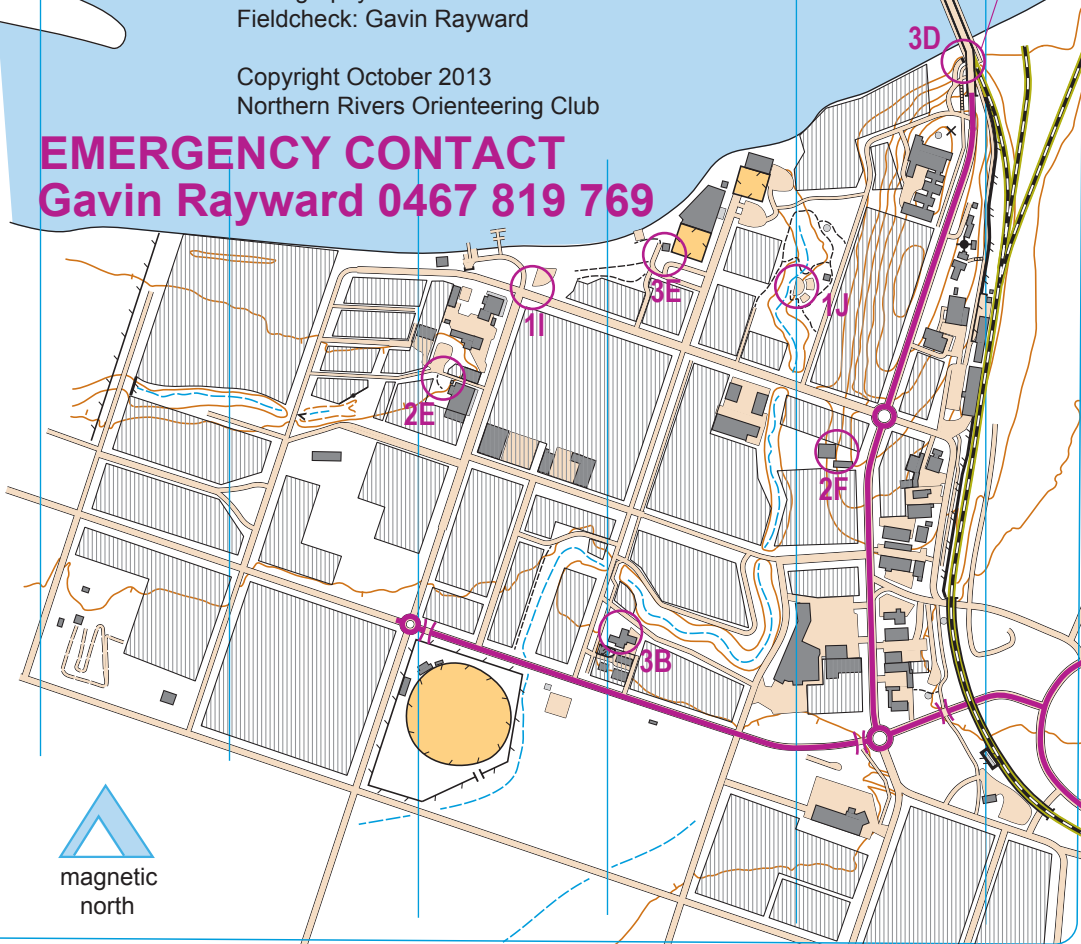 Fieldcheck: Gavin Rayward
Copyright October 2013
Northern Rivers Orienteering Club
EMERGENCY CONTACT
Gavin Rayward 0467 819 769
3D
3E
1J
1I
2E
2F
3B
magnetic
north